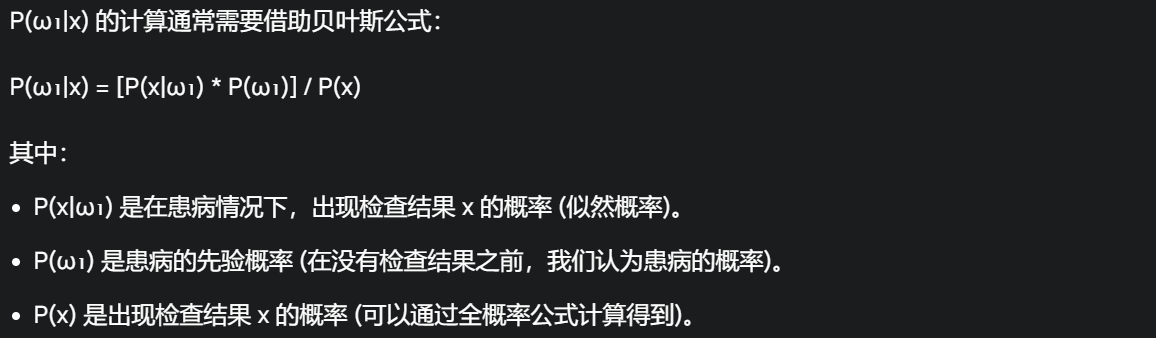 P(ω₁|x) 的计算通常需要借助贝叶斯公式：
P(ω₁|x) = [P(x|ω₁) * P(ω₁)] / P(x)
其中：
• P(x|ω₁) 是在患病情况下，出现检查结果 x 的概率 (似然概率)。
• P(ω₁) 是患病的先验概率 (在没有检查结果之前，我们认为患病的概率)。
• P(x) 是出现检查结果 x 的概率 (可以通过全概率公式计算得到)。